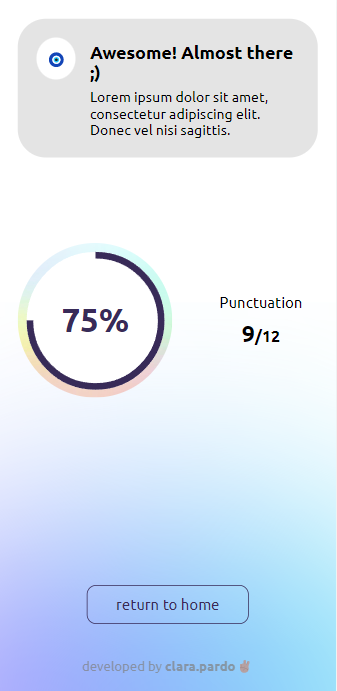 Awesome! Almost there
;)
Lorem ipsum dolor sit amet,
consectetur adipiscing elit.
Donec vel nisi sagittis.
75%
Punctuation
9/12
return to home
developed by clara.pardo ✌🏽